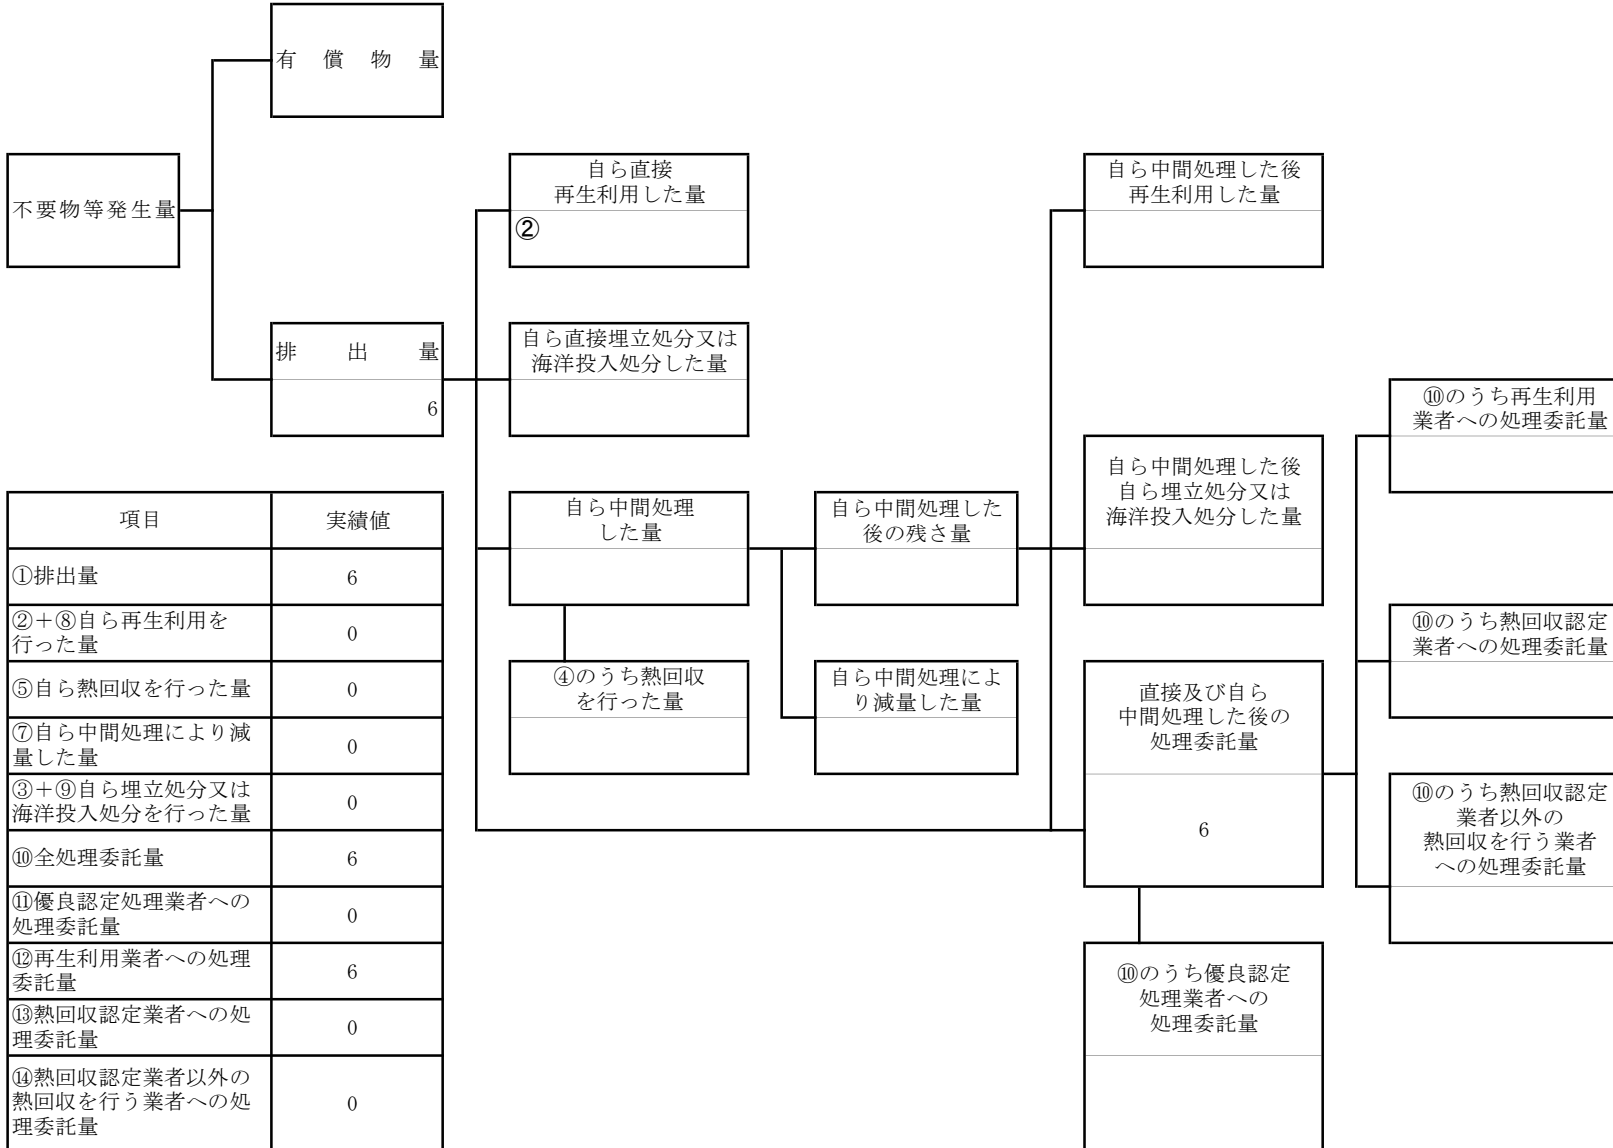 有償物量
不要物等発生量
自ら直接
再生利用した量
②
自ら中間処理した後
再生利用した量
排出量
6
自ら直接埋立処分又は
海洋投入処分した量
⑩のうち再生利用
業者への処理委託量
自ら中間処理
した量
自ら中間処理した
後の残さ量
自ら中間処理した後
自ら埋立処分又は
海洋投入処分した量
⑩のうち熱回収認定
業者への処理委託量
④のうち熱回収
を行った量
自ら中間処理によ
り減量した量
直接及び自ら
中間処理した後の
処理委託量
6
⑩のうち熱回収認定
業者以外の
熱回収を行う業者
への処理委託量
⑩のうち優良認定
処理業者への
処理委託量
項目 実績値
①排出量 6
②+⑧自ら再生利用を
行った量 0
⑤自ら熱回収を行った量 0
⑦自ら中間処理により減
量した量 0
③+⑨自ら埋立処分又は
海洋投入処分を行った量 0
⑩全処理委託量 6
⑪優良認定処理業者への
処理委託量 0
⑫再生利用業者への処理
委託量 6
⑬熱回収認定業者への処
理委託量 0
⑭熱回収認定業者以外の
熱回収を行う業者への処
理委託量 0